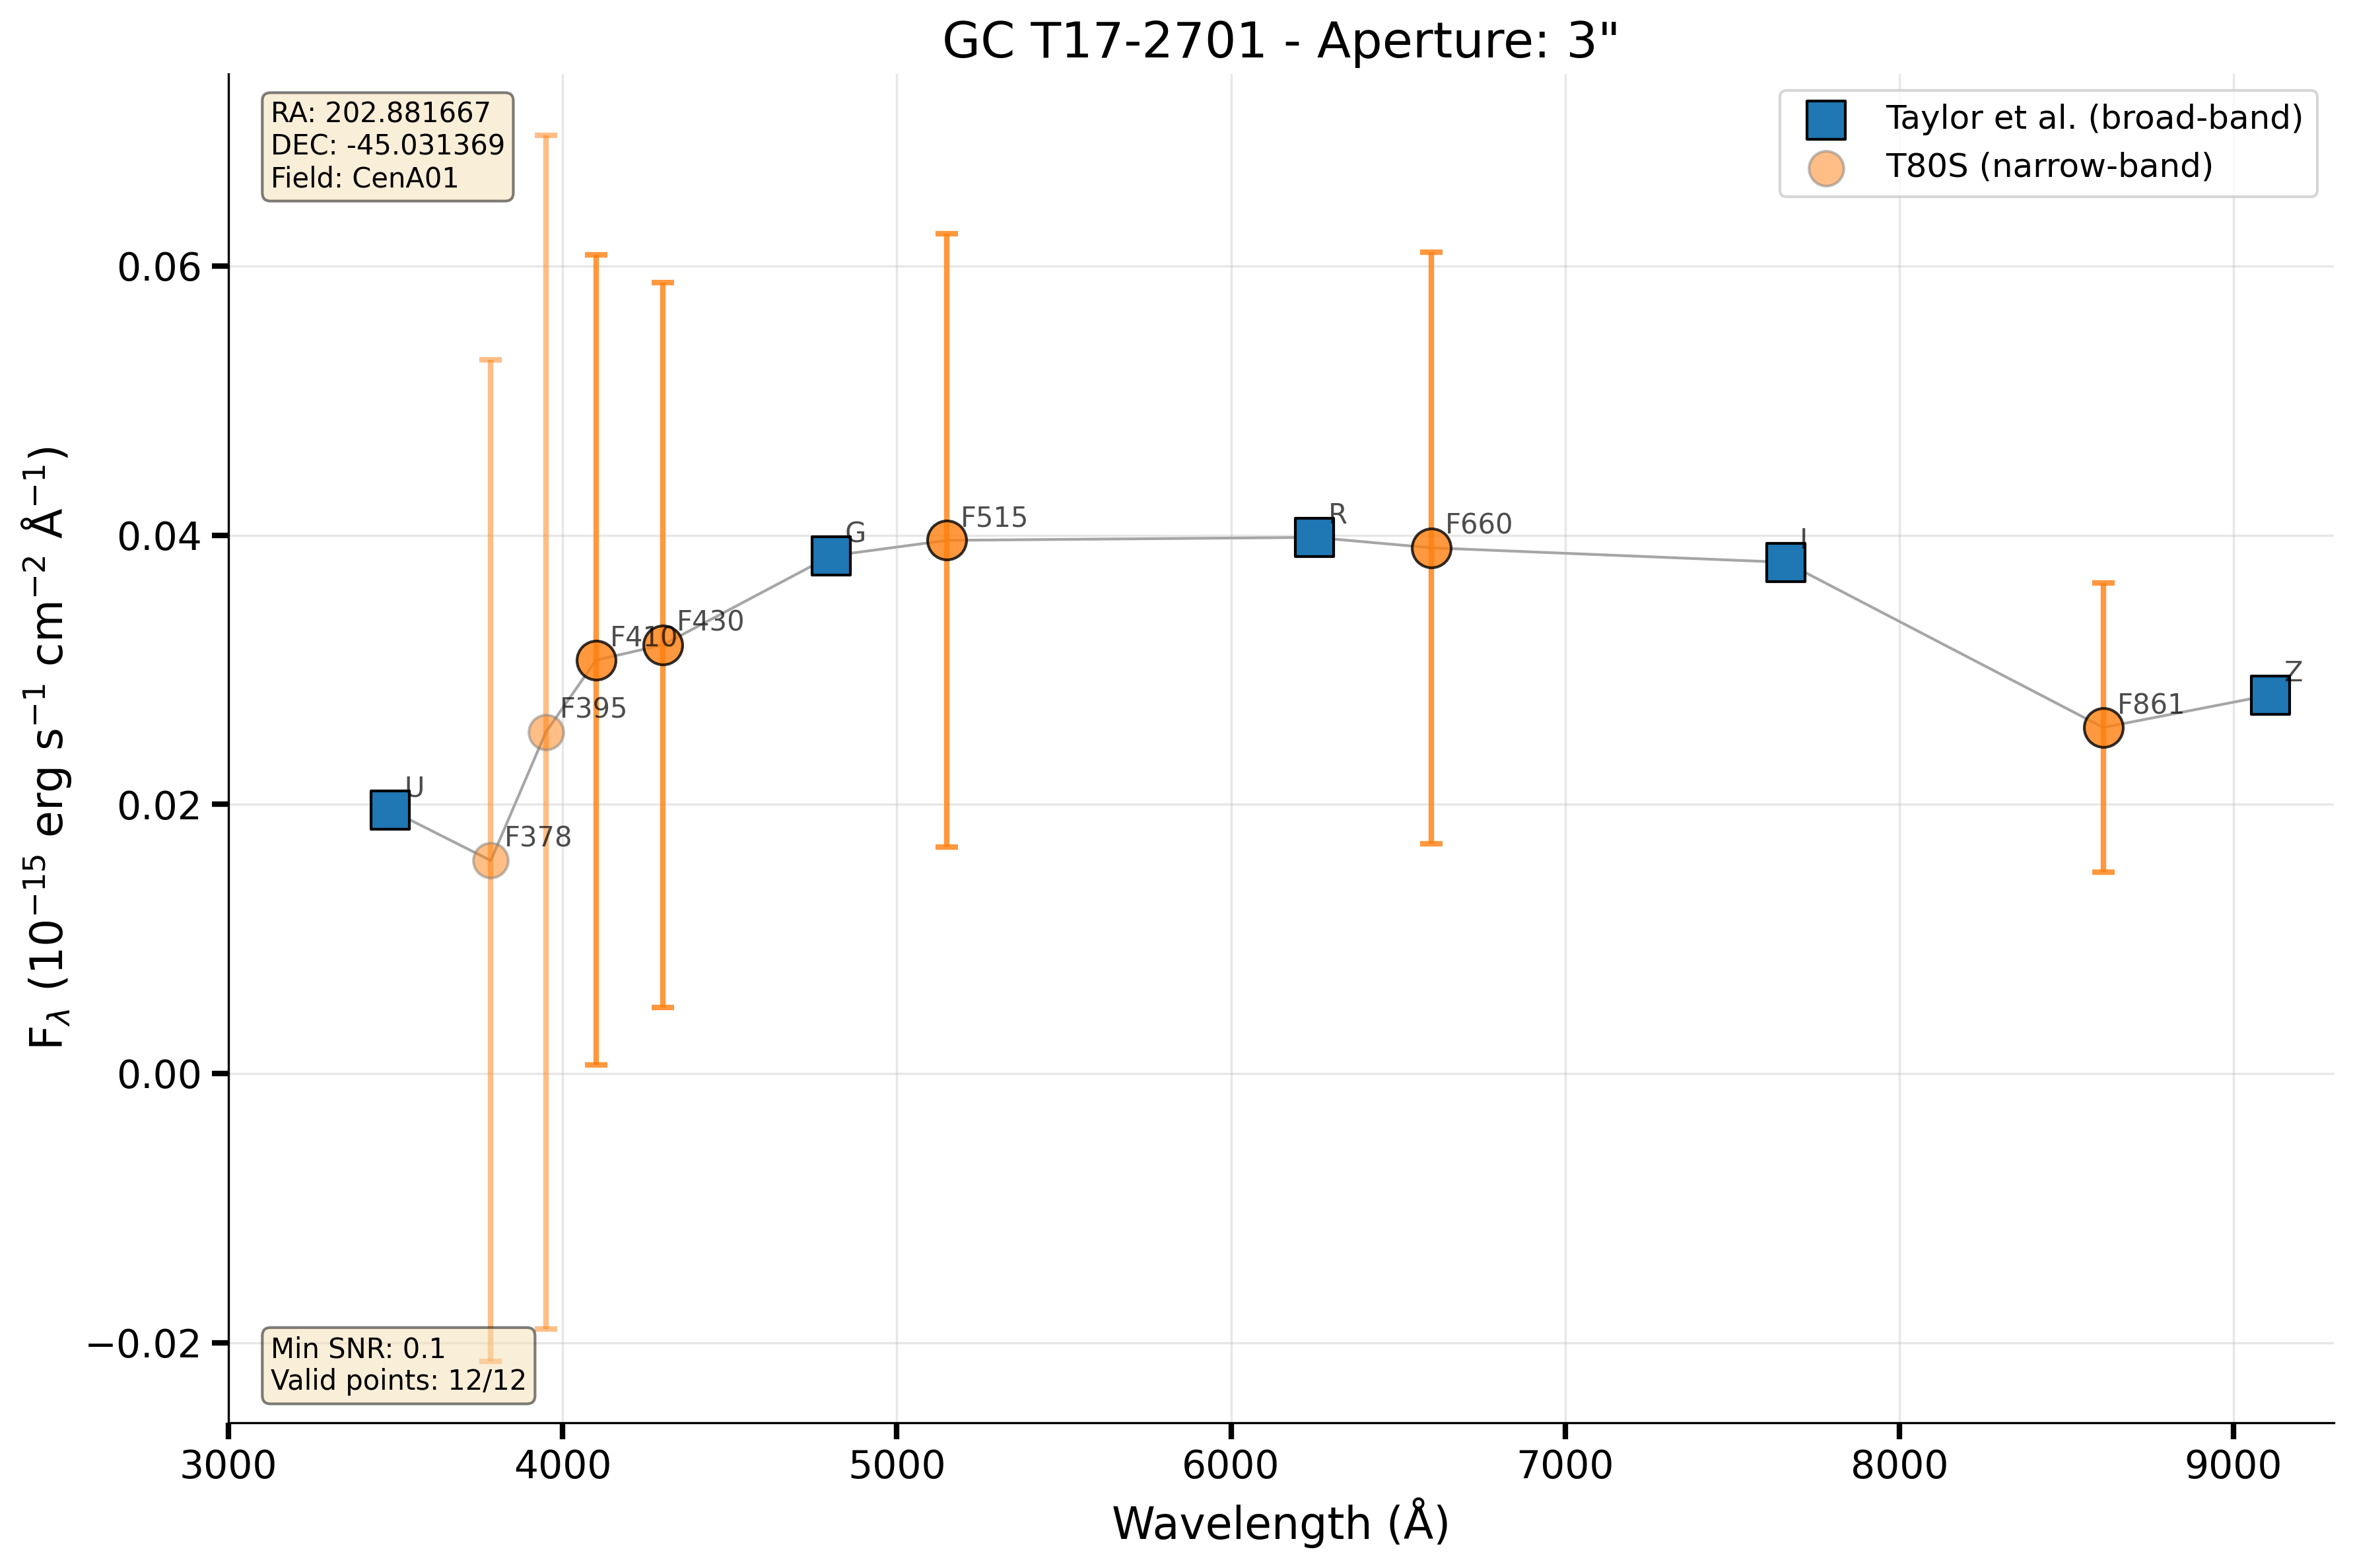 GC T17-2701 - Aperture: 3"
RA: 202.881667
DEC: -45.031369
Field: CenA01
Taylor et al. (broad-band)
T80S (narrow-band)
0.06
0.04
0.02
0.00
−0.02
F_λ (10⁻¹⁵ erg s⁻¹ cm⁻² Å⁻¹)
U
F378
F395
F410
F430
G
F515
R
F660
I
F861
Z
Min SNR: 0.1
Valid points: 12/12
3000
4000
5000
6000
7000
8000
9000
Wavelength (Å)